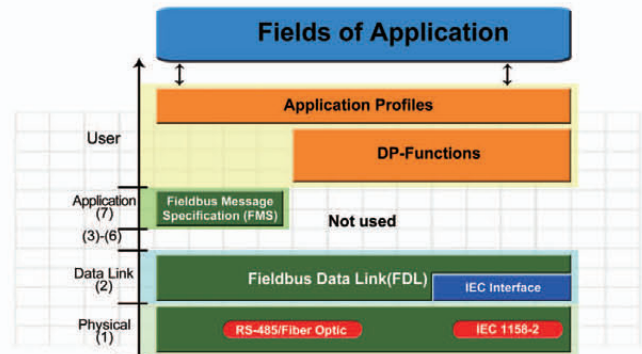 Fields of Application
Application Profiles
User
DP-Functions
Application
(7)
Fieldbus Message
Specification (FMS)
Not used
(3)-(6)
Data Link
(2)
Fieldbus Data Link(FDL)
IEC Interface
Physical
(1)
RS-485/Fiber Optic
IEC 1158-2